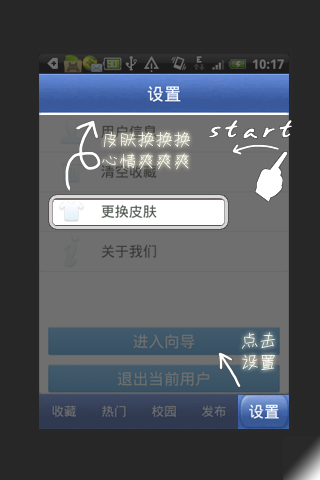 10:17
设置
用户信息
start
皮肤换换换
心情爽爽爽
清空收藏
更换皮肤
关于我们
进入向导
点击
设置
退出当前用户
收藏 热门 校园 发布 设置